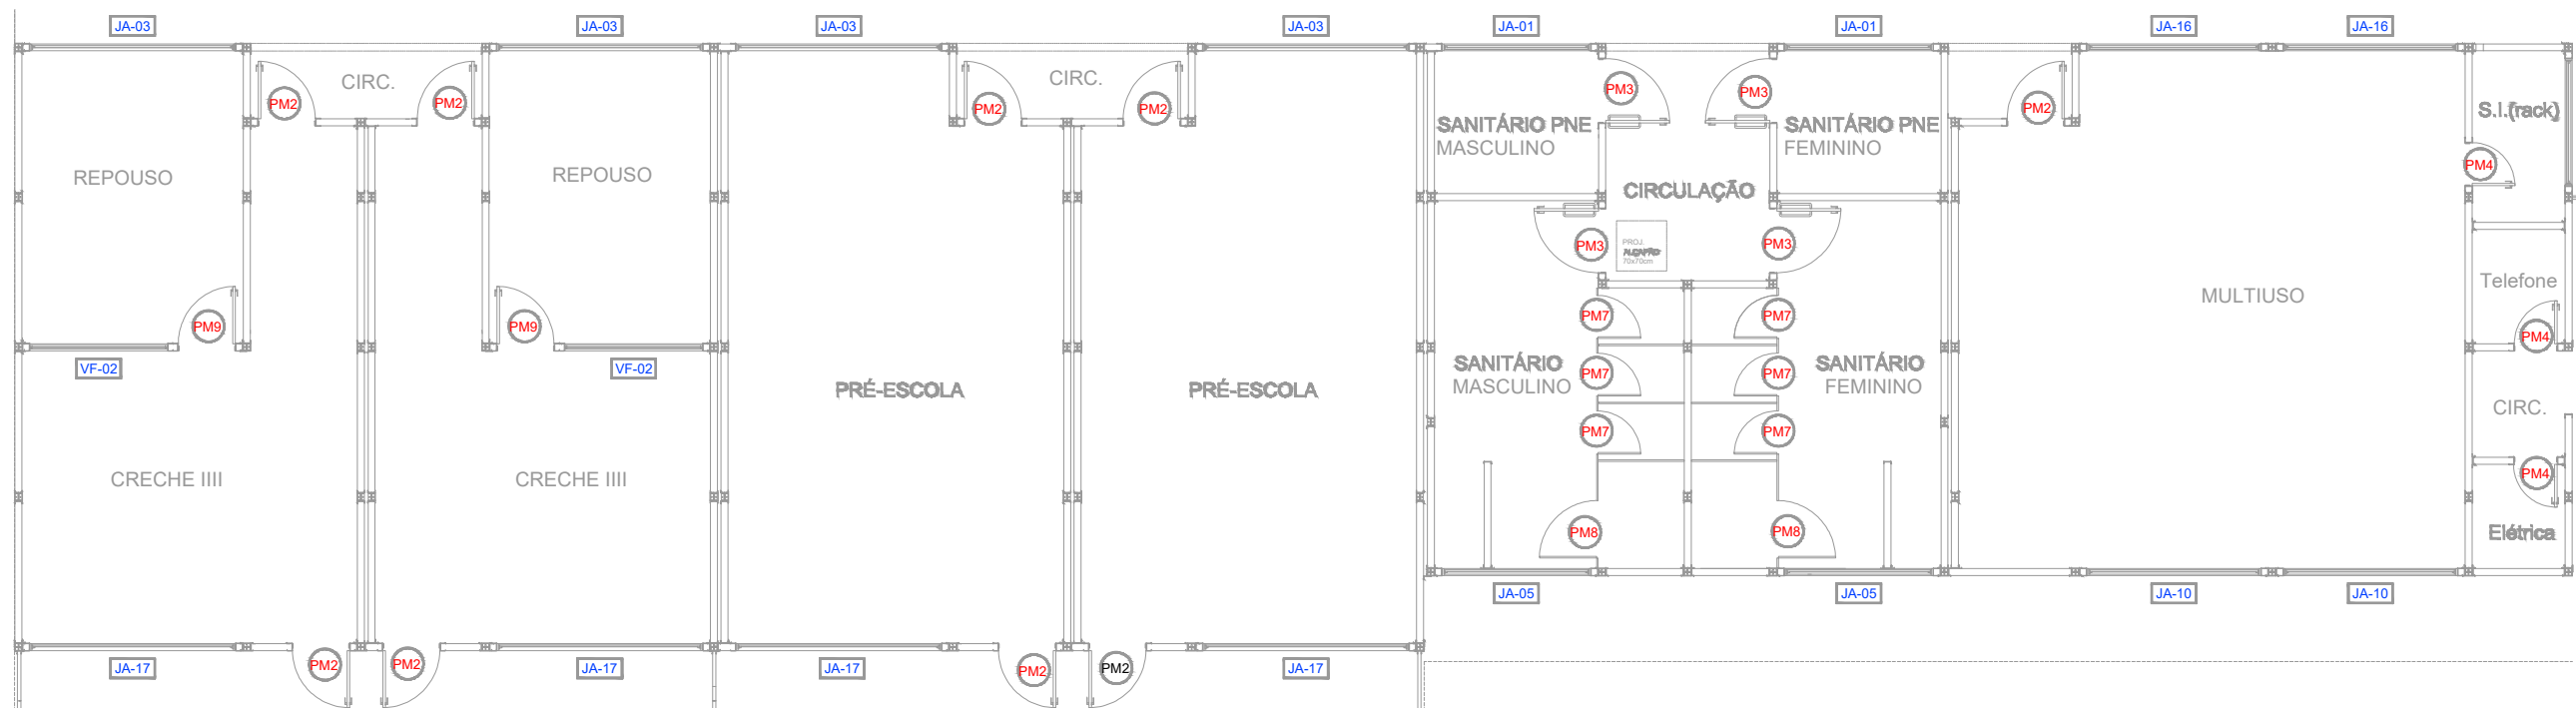 JA-03
JA-03
JA-03
JA-03
JA-01
JA-01
JA-16
JA-16
CIRC.
CIRC.
PM2
PM2
PM2
PM2
PM3
PM3
PM2
S.I.(rack)
SANITÁRIO PNE
MASCULINO
SANITÁRIO PNE
FEMININO
PM4
REPOUSO
REPOUSO
CIRCULAÇÃO
PM3
PM3
PROJ.
ALÇAPÃO
70x70cm
Telefone
MULTIUSO
PM9
PM9
PM7
PM7
PM4
VF-02
VF-02
SANITÁRIO
MASCULINO
PM7
PM7
SANITÁRIO
FEMININO
PRÉ-ESCOLA
PRÉ-ESCOLA
CIRC.
PM7
PM7
CRECHE IIII
CRECHE IIII
PM4
PM8
PM8
Elétrica
JA-05
JA-05
JA-10
JA-10
JA-17
PM2
PM2
JA-17
JA-17
PM2
PM2
JA-17